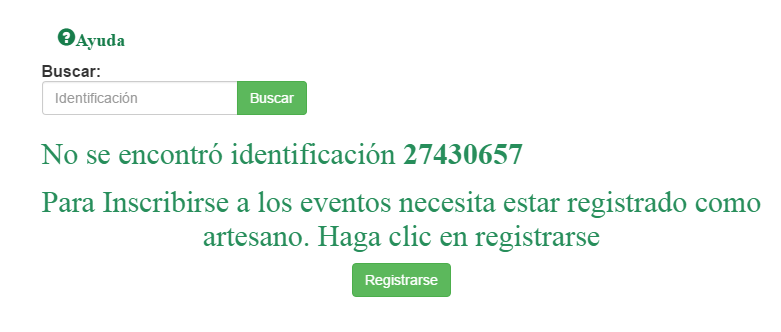 Ayuda
Buscar:
Identificación Buscar
No se encontró identificación 27430657
Para Inscribirse a los eventos necesita estar registrado como
artesano. Haga clic en registrarse
Registrarse